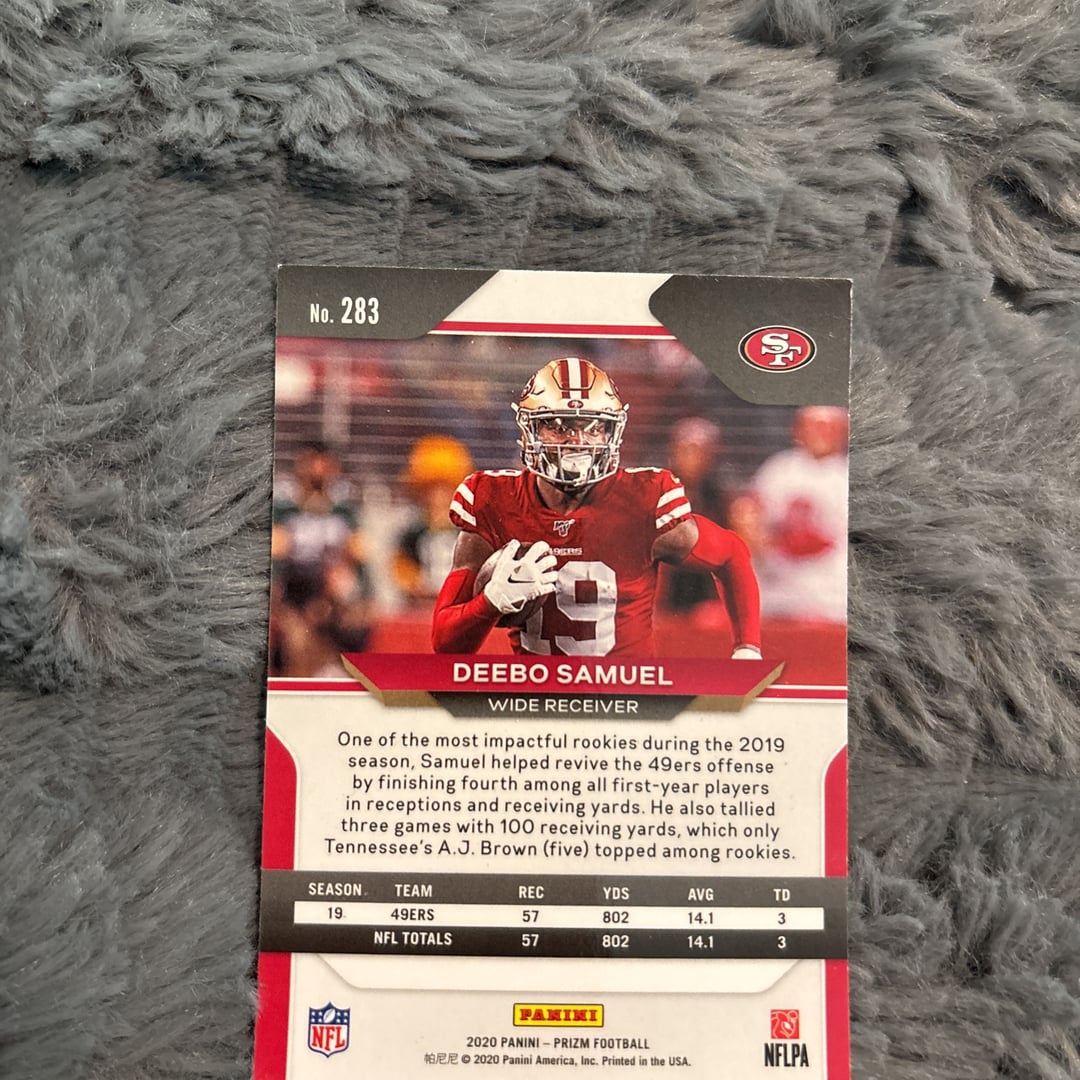 No. 283
SF
19
49ERS
19
DEEBO SAMUEL
WIDE RECEIVER
One of the most impactful rookies during the 2019
season, Samuel helped revive the 49ers offense
by finishing fourth among all first-year players
in receptions and receiving yards. He also tallied
three games with 100 receiving yards, which only
Tennessee's A.J. Brown (five) topped among rookies.
SEASON TEAM REC YDS AVG TD
19 49ERS 57 802 14.1 3
NFL TOTALS 57 802 14.1 3
NFL
PANINI
2020 PANINI – PRIZM FOOTBALL
帕尼尼 © 2020 Panini America, Inc. Printed in the USA.
NFLPA